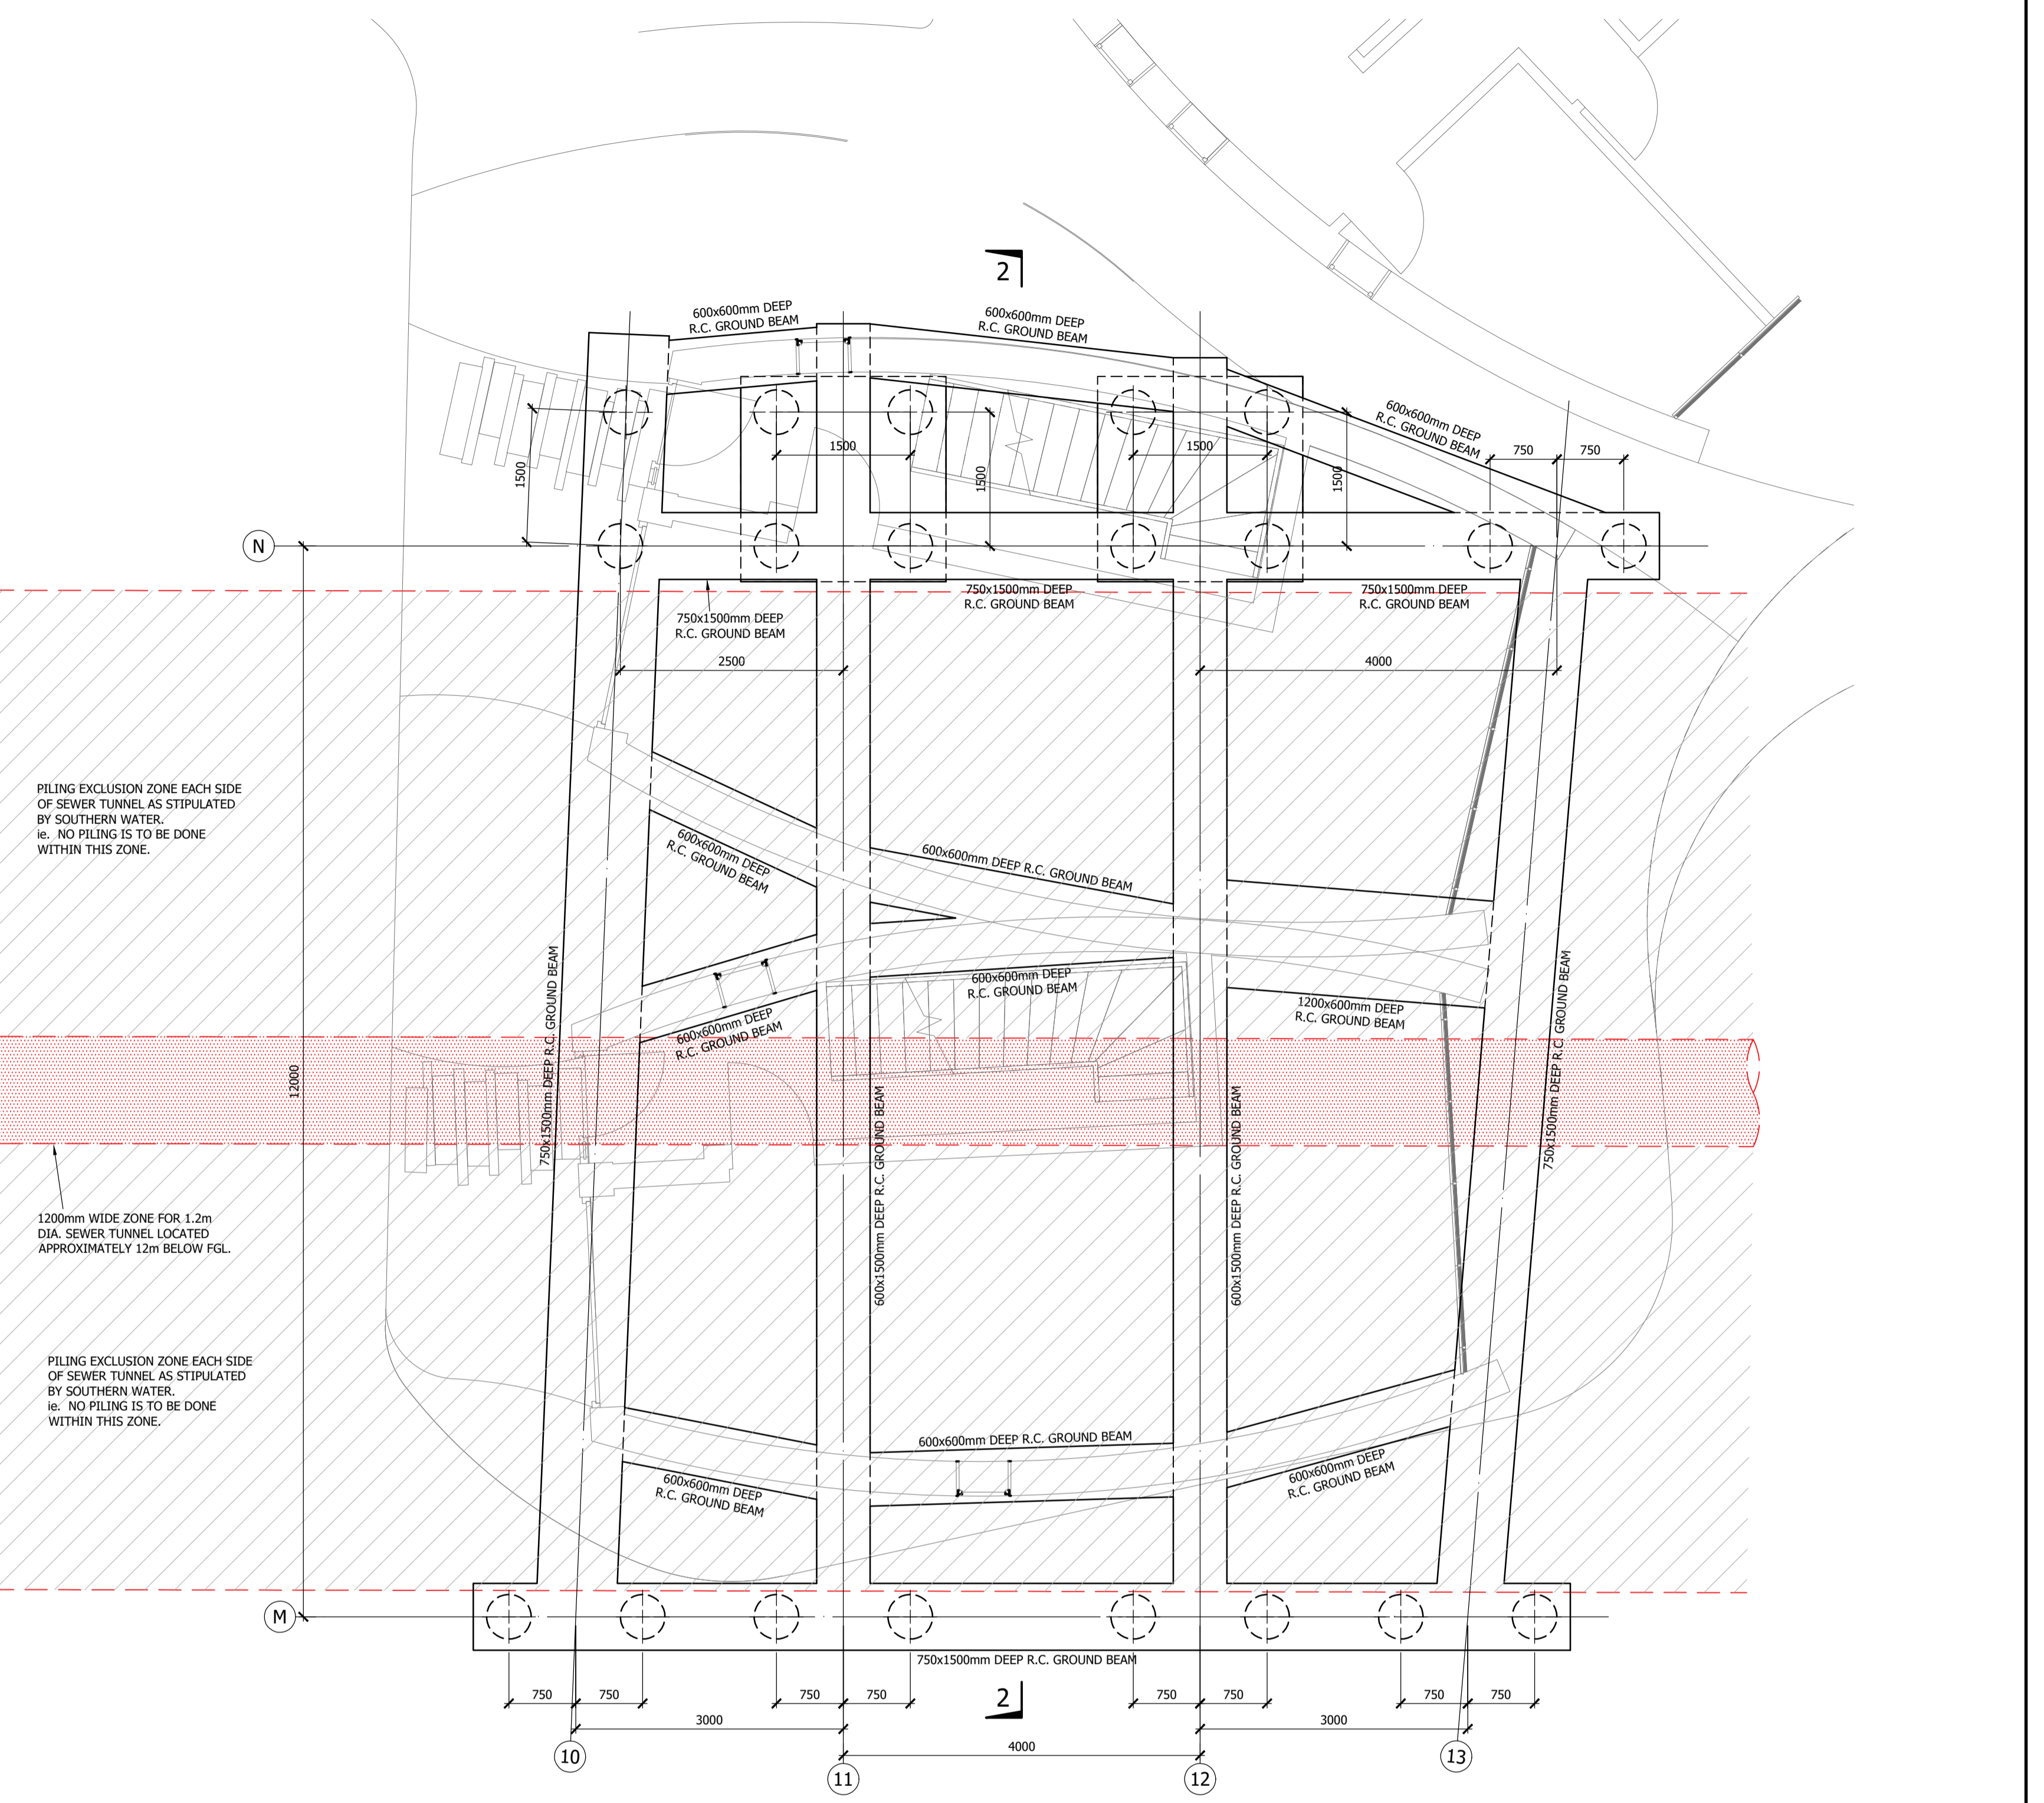 2
600x600mm DEEP
R.C. GROUND BEAM
600x600mm DEEP
R.C. GROUND BEAM
600x600mm DEEP
R.C. GROUND BEAM
1500
1500
1500
1500
1500
750
750
N
750x1500mm DEEP
R.C. GROUND BEAM
750x1500mm DEEP
R.C. GROUND BEAM
750x1500mm DEEP
R.C. GROUND BEAM
2500
4000
PILING EXCLUSION ZONE EACH SIDE
OF SEWER TUNNEL AS STIPULATED
BY SOUTHERN WATER.
ie. NO PILING IS TO BE DONE
WITHIN THIS ZONE.
600x600mm DEEP
R.C. GROUND BEAM
600x600mm DEEP R.C. GROUND BEAM
600x600mm DEEP
R.C. GROUND BEAM
1200x600mm DEEP
R.C. GROUND BEAM
600x600mm DEEP
R.C. GROUND BEAM
12000
750x1500mm DEEP R.C. GROUND BEAM
600x1500mm DEEP R.C. GROUND BEAM
600x1500mm DEEP R.C. GROUND BEAM
750x1500mm DEEP R.C. GROUND BEAM
1200mm WIDE ZONE FOR 1.2m
DIA. SEWER TUNNEL LOCATED
APPROXIMATELY 12m BELOW FGL.
PILING EXCLUSION ZONE EACH SIDE
OF SEWER TUNNEL AS STIPULATED
BY SOUTHERN WATER.
ie. NO PILING IS TO BE DONE
WITHIN THIS ZONE.
600x600mm DEEP R.C. GROUND BEAM
600x600mm DEEP
R.C. GROUND BEAM
600x600mm DEEP
R.C. GROUND BEAM
M
750x1500mm DEEP R.C. GROUND BEAM
2
750
750
750
750
750
750
750
750
3000
3000
4000
10
11
12
13